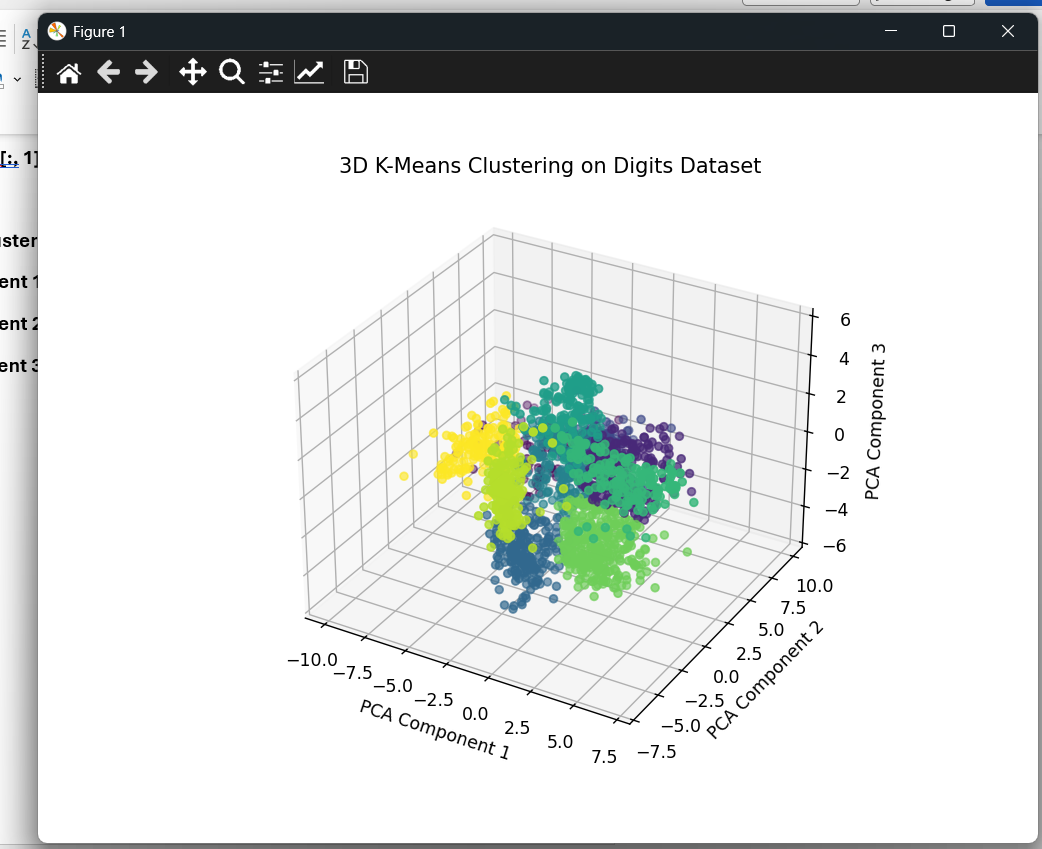 Figure 1
A
Z
[:, 1]
ent 1
ent 2
ent 3
3D K-Means Clustering on Digits Dataset
6
4
2
0
−2
−4
−6
PCA Component 3
10.0
7.5
5.0
2.5
0.0
−2.5
−5.0
−7.5
PCA Component 2
−10.0
−7.5
−5.0
−2.5
0.0
2.5
5.0
7.5
PCA Component 1